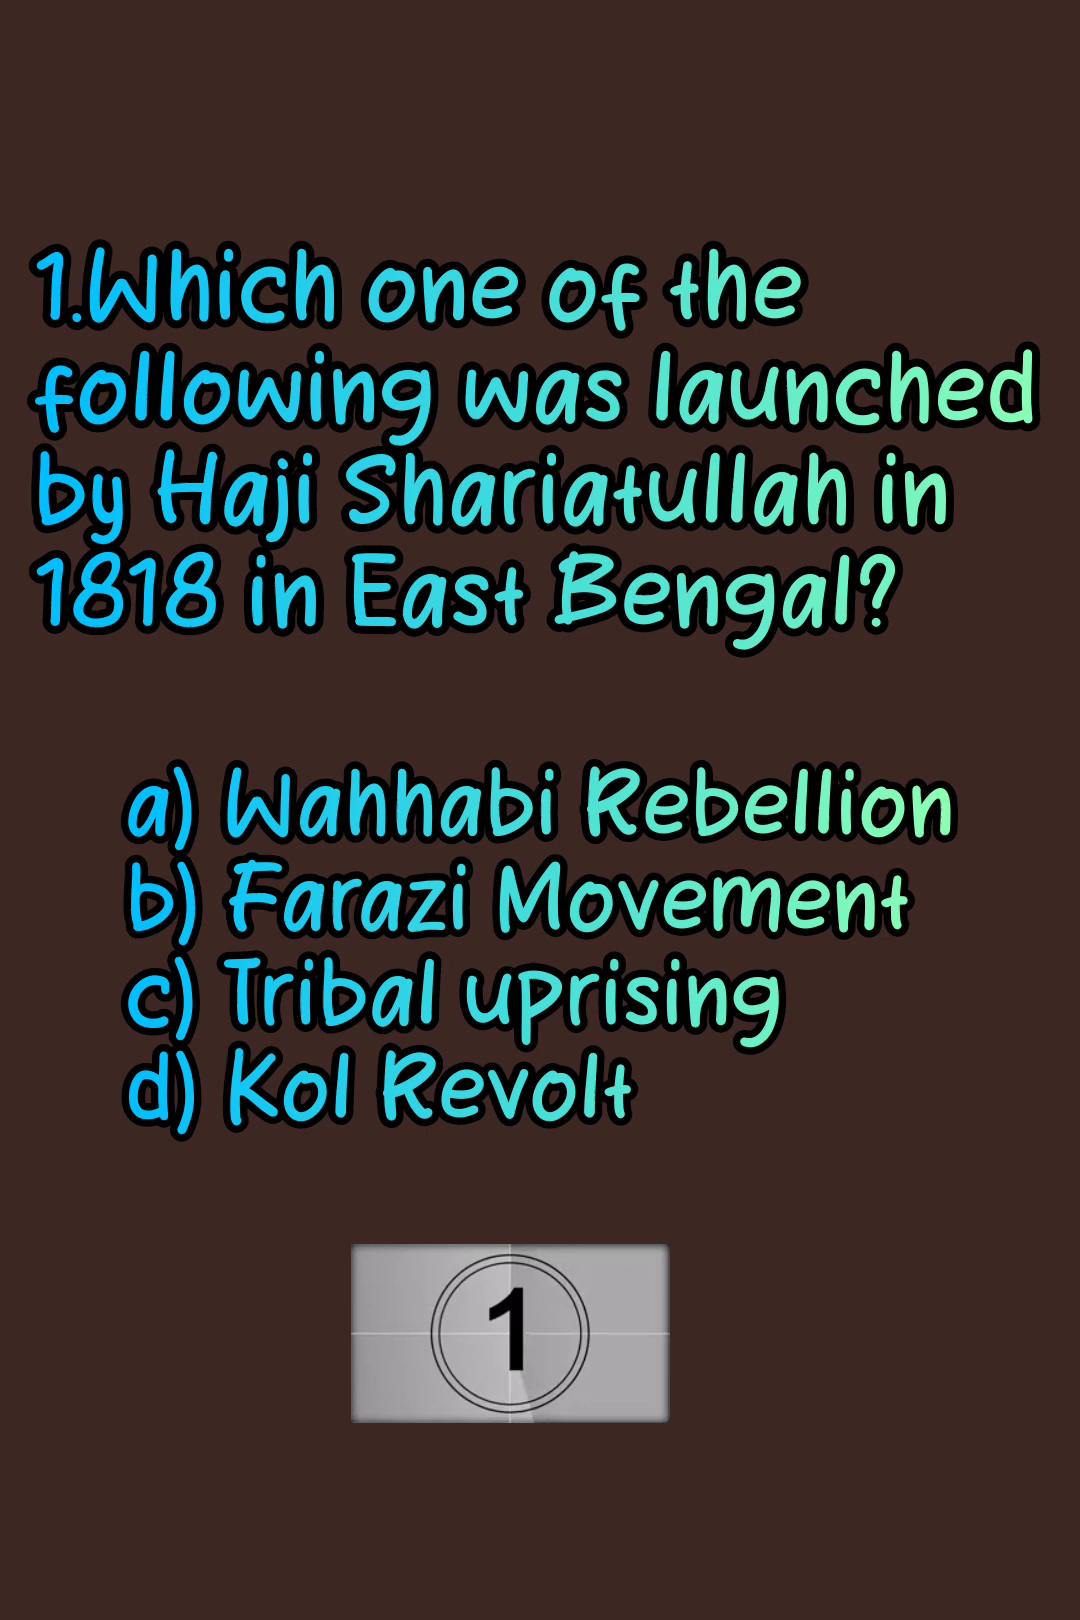 1.Which one of the
following was launched
by Haji Shariatullah in
1818 in East Bengal?
a) Wahhabi Rebellion
b) Farazi Movement
c) Tribal uprising
d) Kol Revolt
1